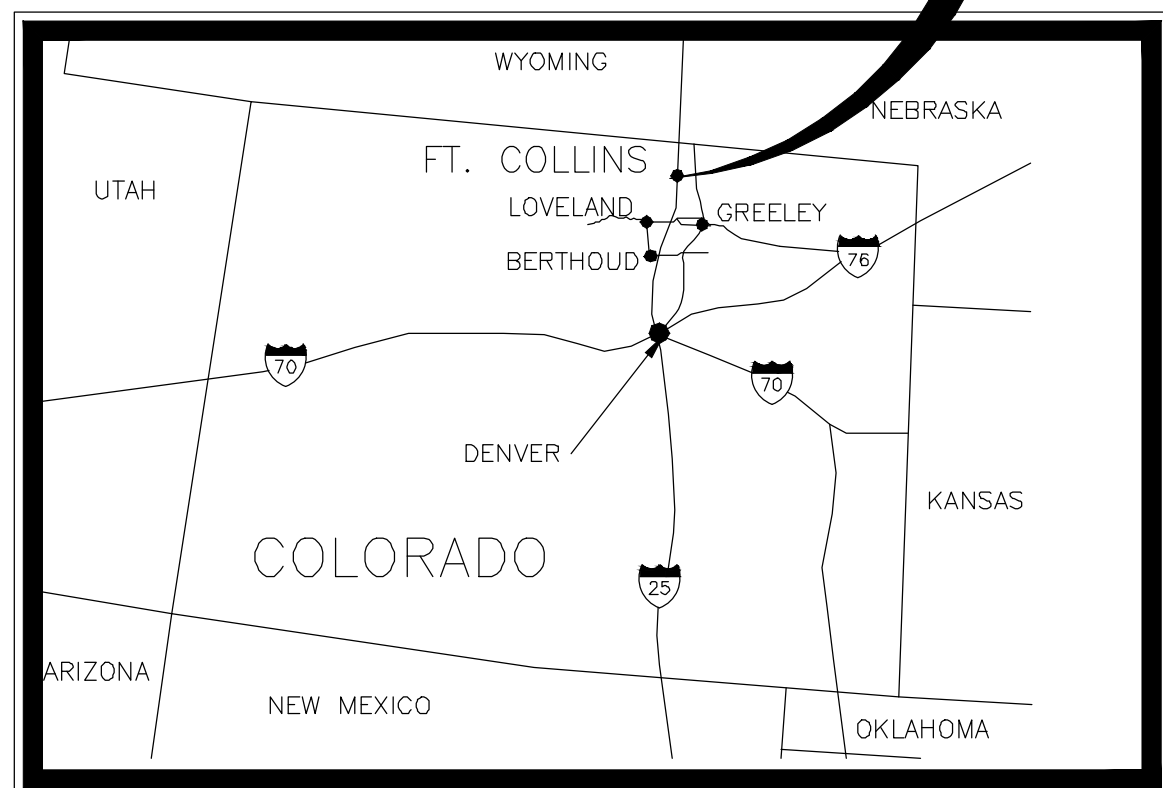 WYOMING
NEBRASKA
FT. COLLINS
UTAH
LOVELAND
GREELEY
BERTHOUD
76
70
70
DENVER
KANSAS
COLORADO
25
ARIZONA
NEW MEXICO
OKLAHOMA